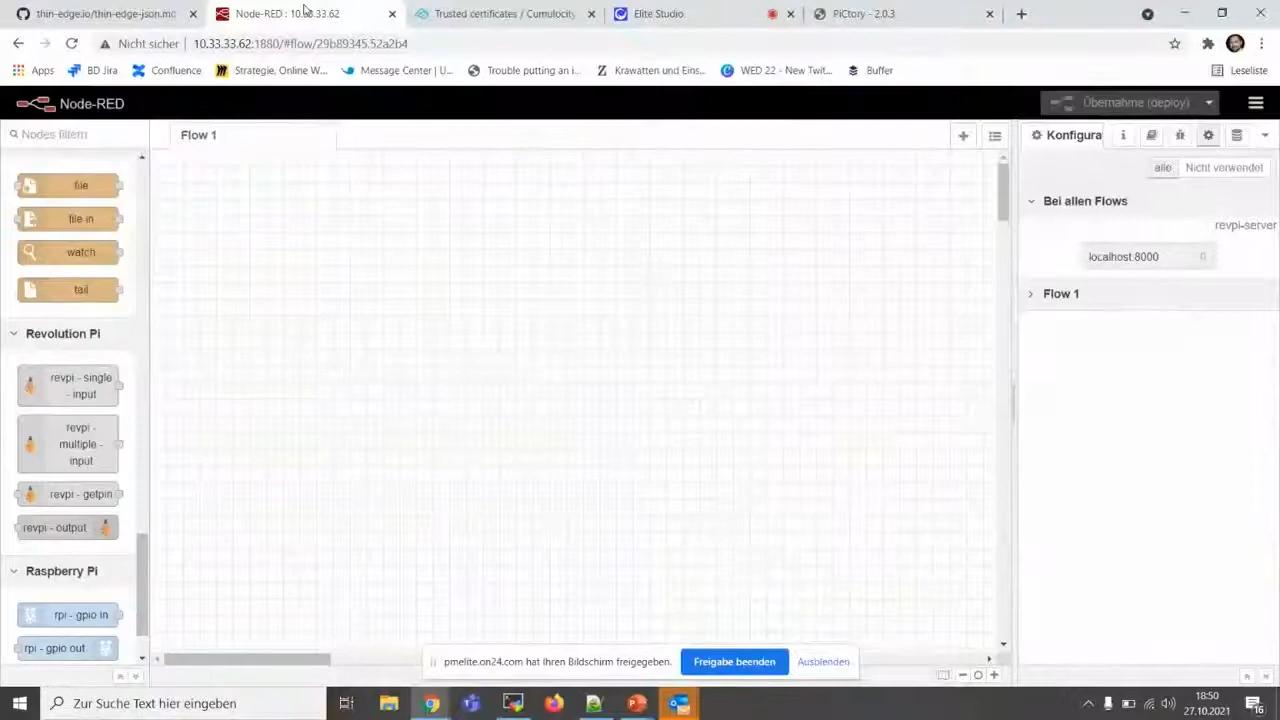 thin-edge.io/thin-edge-json.mc
Node-RED : 10.33.33.62
Trusted certificates / Cumulocity
Elite Studio
PiCtory - 2.0.3
Nicht sicher
10.33.33.62:1880/#flow/29b89345.52a2b4
Apps
BD Jira
Confluence
Strategie, Online W...
Message Center | U...
Trouble putting an i...
Krawatten und Eins...
WED 22 - New Twit...
Buffer
Leseliste
Node-RED
Übernahme (deploy)
Nodes filtern
Flow 1
Konfigura
alle
Nicht verwendet
file
file in
watch
tail
Revolution Pi
revpi - single
- input
revpi -
multiple -
input
revpi - getpin
revpi - output
Raspberry Pi
rpi - gpio in
rpi - gpio out
Bei allen Flows
revpi-server
localhost:8000
0
Flow 1
pmelite.on24.com hat Ihren Bildschirm freigegeben.
Freigabe beenden
Ausblenden
Zur Suche Text hier eingeben
18:50
27.10.2021
16